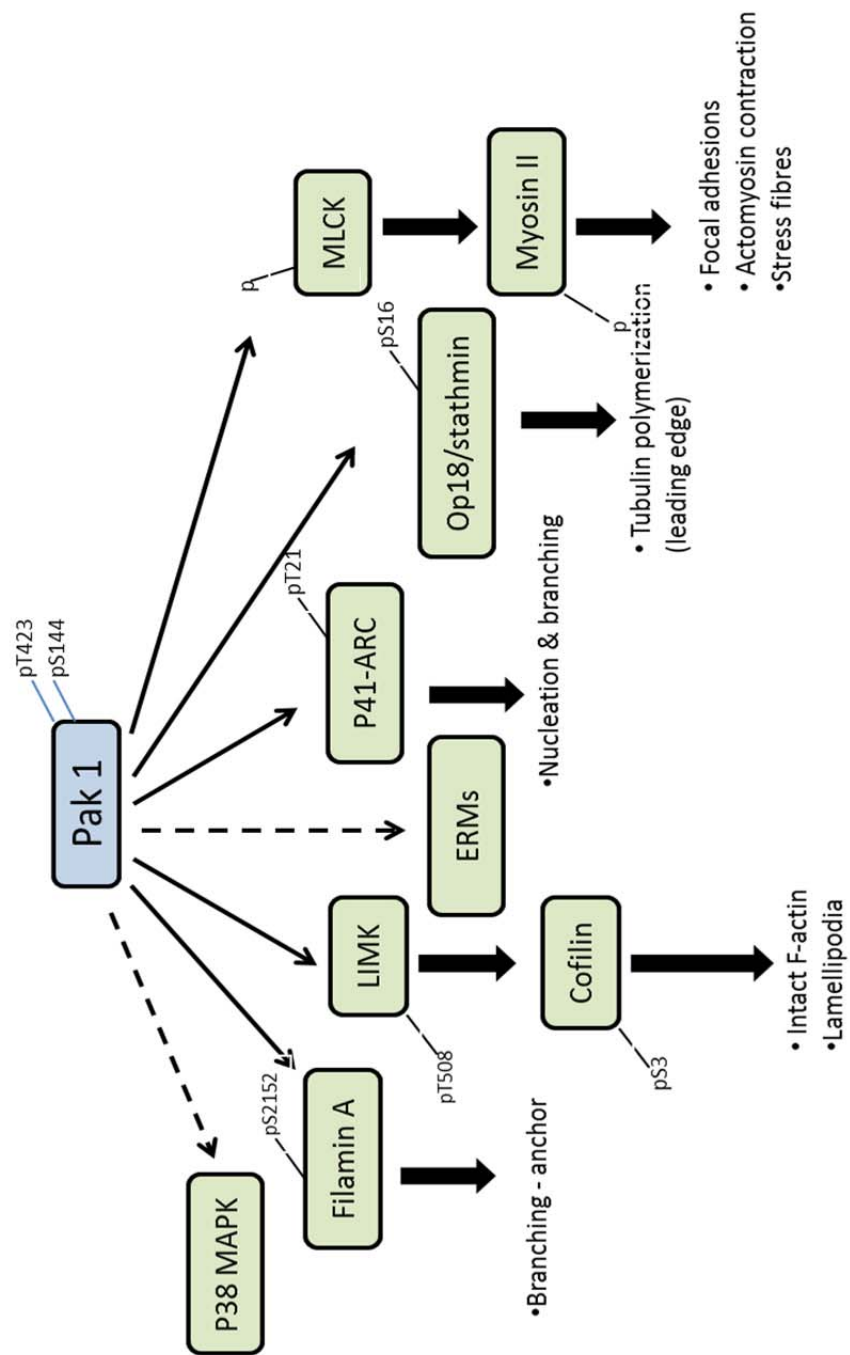 pT423
pS144
Pak 1
P38 MAPK
pS2152
Filamin A
•Branching - anchor
LIMK
pT508
Cofilin
pS3
• Intact F-actin
•Lamellipodia
ERMs
pT21
P41-ARC
•Nucleation & branching
pS16
Op18/stathmin
• Tubulin polymerization
(leading edge)
p
MLCK
Myosin II
p
• Focal adhesions
• Actomyosin contraction
•Stress fibres